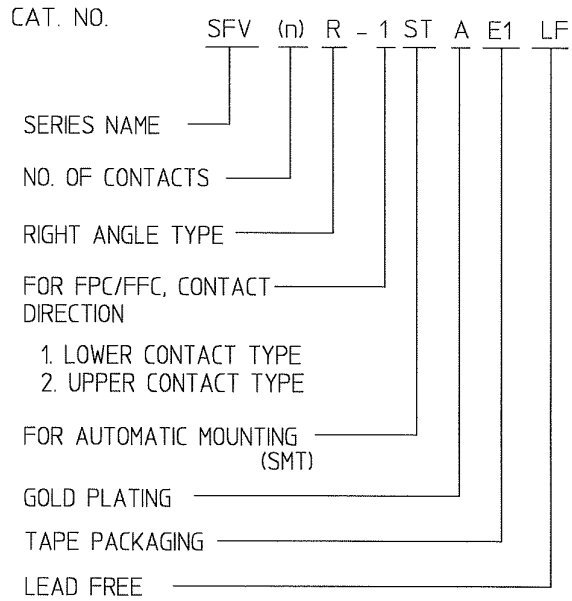 CAT. NO.
SFV (n) R - 1 ST A E1 LF
SERIES NAME
NO. OF CONTACTS
RIGHT ANGLE TYPE
FOR FPC/FFC, CONTACT
DIRECTION
1. LOWER CONTACT TYPE
2. UPPER CONTACT TYPE
FOR AUTOMATIC MOUNTING
(SMT)
GOLD PLATING
TAPE PACKAGING
LEAD FREE